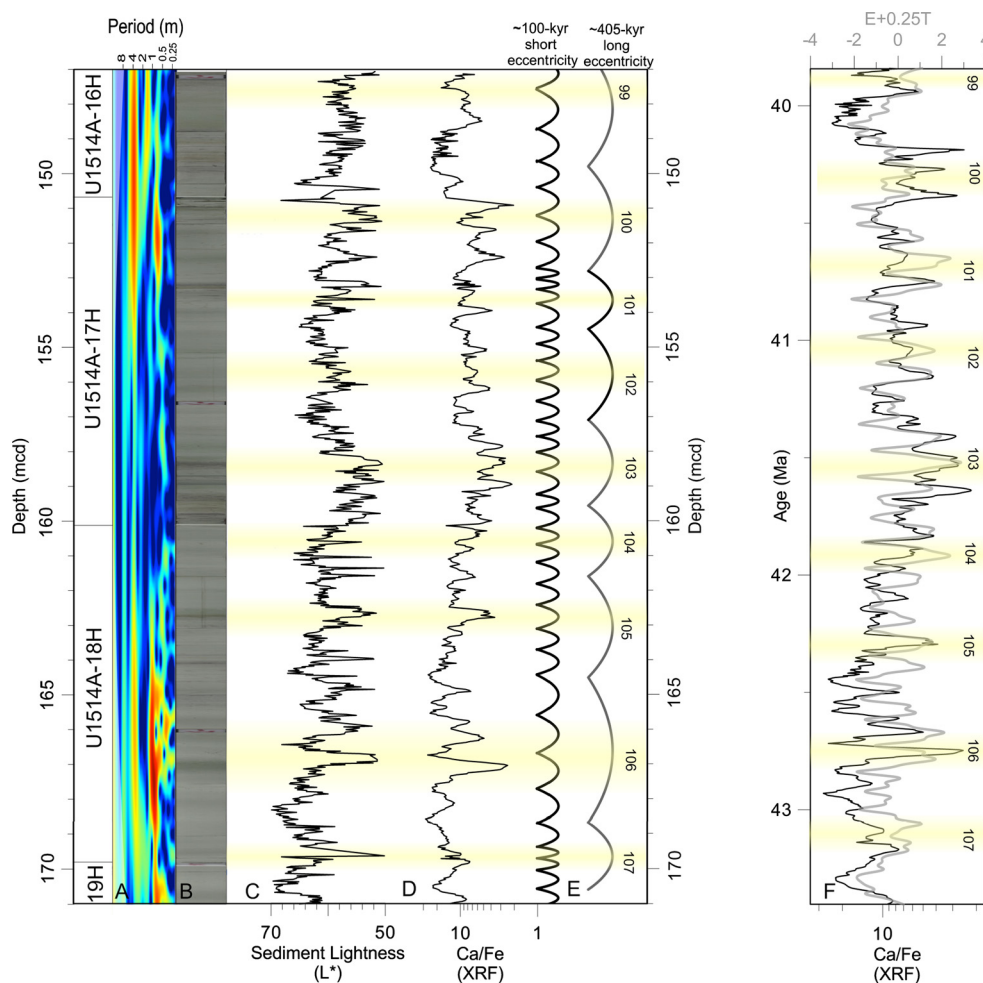 Period (m)
8
4
2
1
0.5
0.25
~100-kyr
short
eccentricity
~405-kyr
long
eccentricity
E+0.25T
-4
-2
0
2
4
U1514A-16H
U1514A-17H
U1514A-18H
19H
Depth (mcd)
150
155
160
165
170
99
100
101
102
103
104
105
106
107
Depth (mcd)
150
155
160
195
170
Age (Ma)
40
41
42
43
99
100
101
102
103
104
105
106
107
A
B
C
D
E
F
70
50
Sediment Lightness
(L*)
10
1
Ca/Fe
(XRF)
10
Ca/Fe
(XRF)